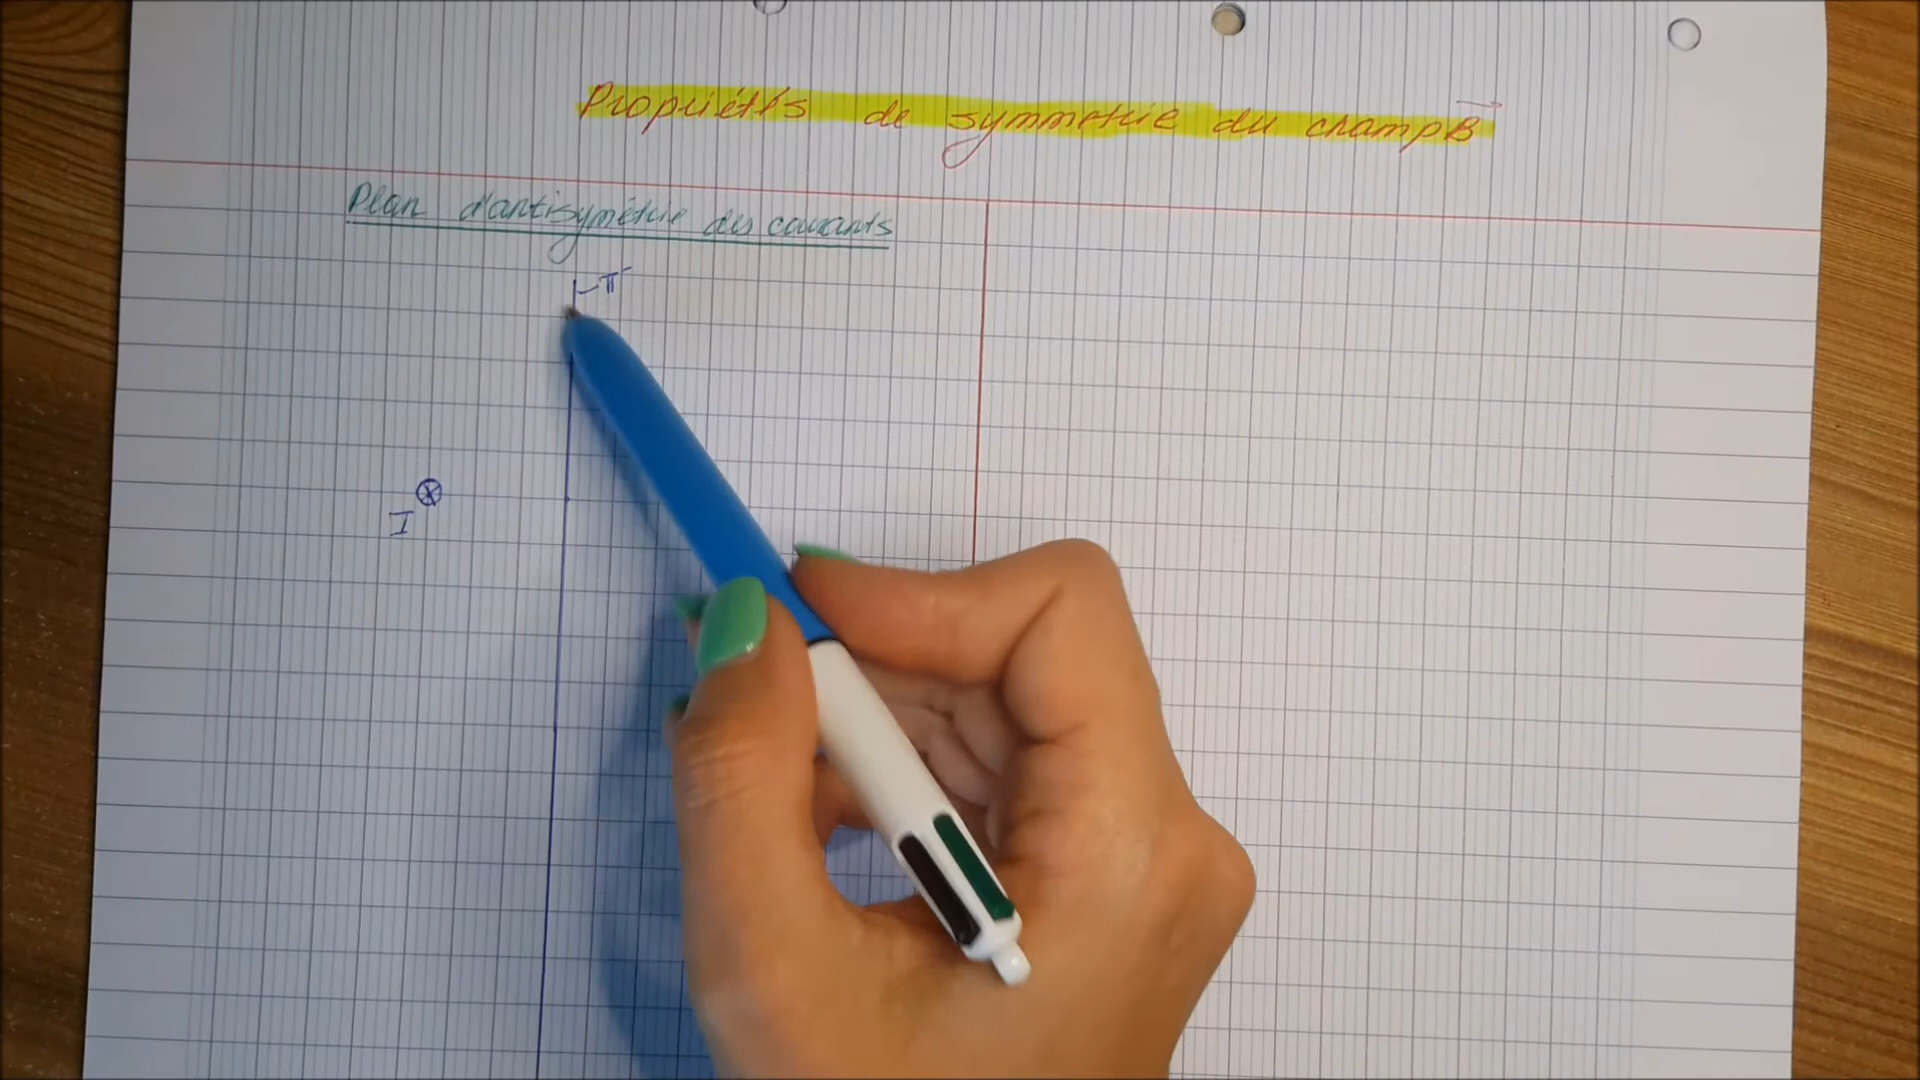 Propriétés de symmetrie du champ B
Plan d'antisymétrie des courants
π-
I